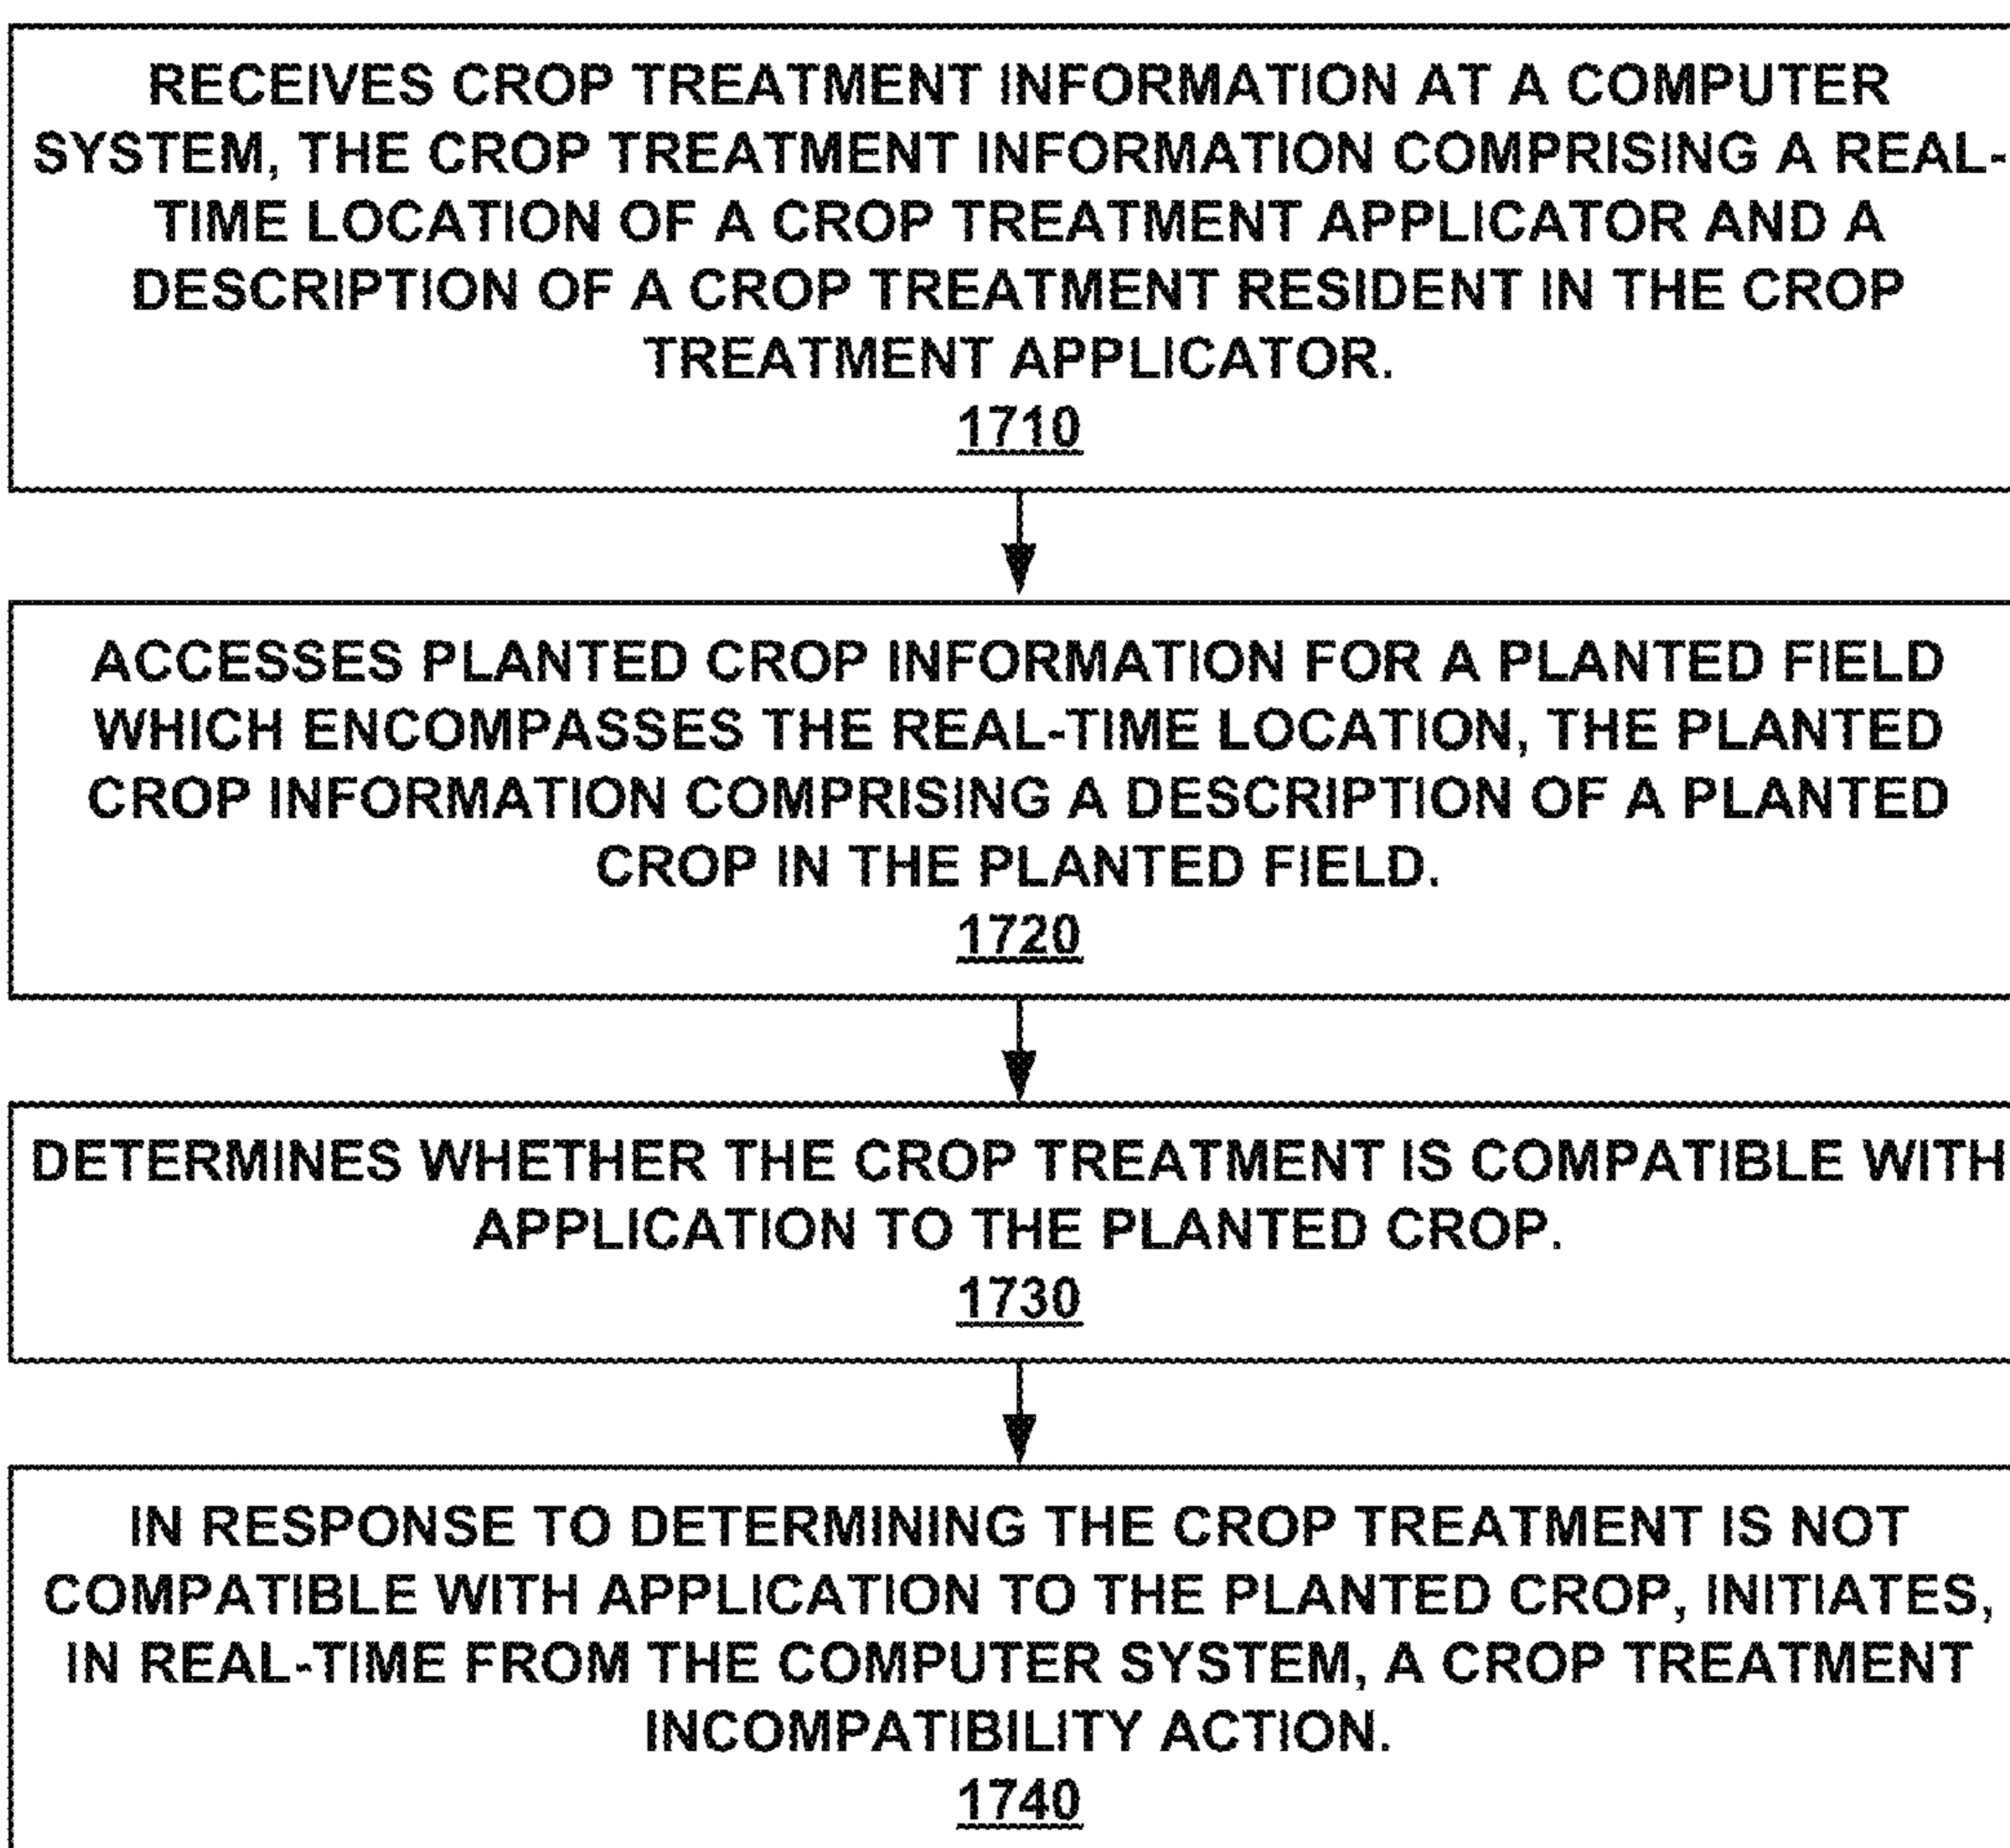 RECEIVES CROP TREATMENT INFORMATION AT A COMPUTER
SYSTEM, THE CROP TREATMENT INFORMATION COMPRISING A REAL-
TIME LOCATION OF A CROP TREATMENT APPLICATOR AND A
DESCRIPTION OF A CROP TREATMENT RESIDENT IN THE CROP
TREATMENT APPLICATOR.
1710
ACCESSES PLANTED CROP INFORMATION FOR A PLANTED FIELD
WHICH ENCOMPASSES THE REAL-TIME LOCATION, THE PLANTED
CROP INFORMATION COMPRISING A DESCRIPTION OF A PLANTED
CROP IN THE PLANTED FIELD.
1720
DETERMINES WHETHER THE CROP TREATMENT IS COMPATIBLE WITH
APPLICATION TO THE PLANTED CROP.
1730
IN RESPONSE TO DETERMINING THE CROP TREATMENT IS NOT
COMPATIBLE WITH APPLICATION TO THE PLANTED CROP, INITIATES,
IN REAL-TIME FROM THE COMPUTER SYSTEM, A CROP TREATMENT
INCOMPATIBILITY ACTION.
1740